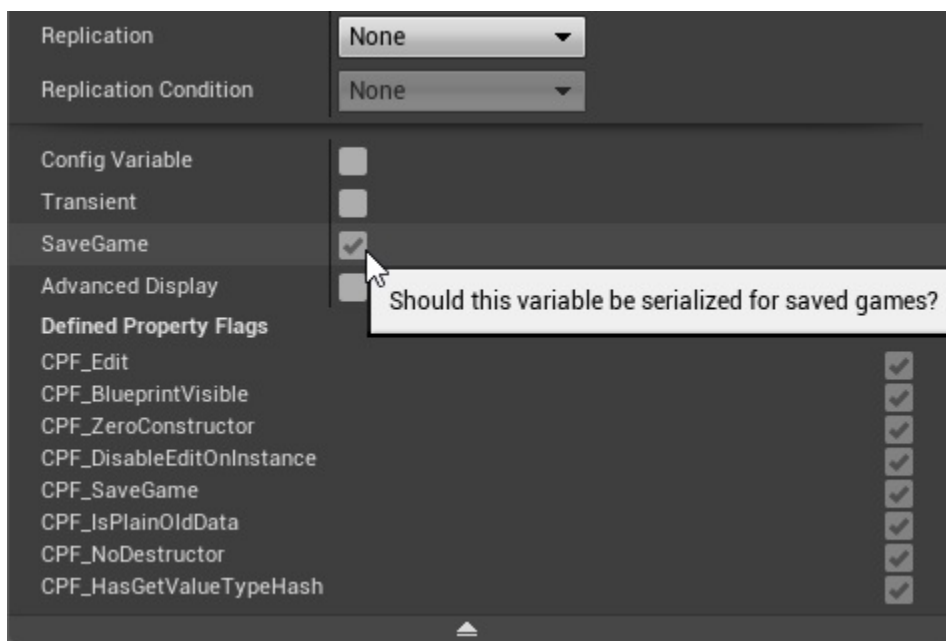 Replication None
Replication Condition None
Config Variable
Transient
SaveGame
Advanced Display
Should this variable be serialized for saved games?
Defined Property Flags
CPF_Edit
CPF_BlueprintVisible
CPF_ZeroConstructor
CPF_DisableEditOnInstance
CPF_SaveGame
CPF_IsPlainOldData
CPF_NoDestructor
CPF_HasGetValueTypeHash